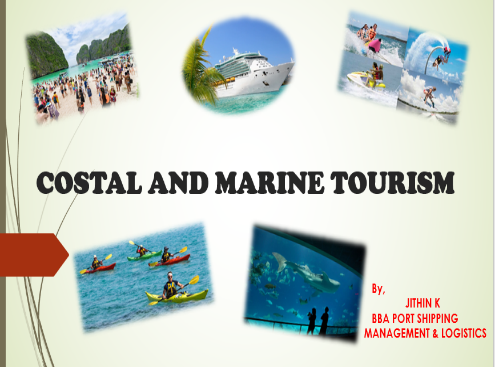 COSTAL AND MARINE TOURISM
By,
JITHIN K
BBA PORT SHIPPING
MANAGEMENT & LOGISTICS